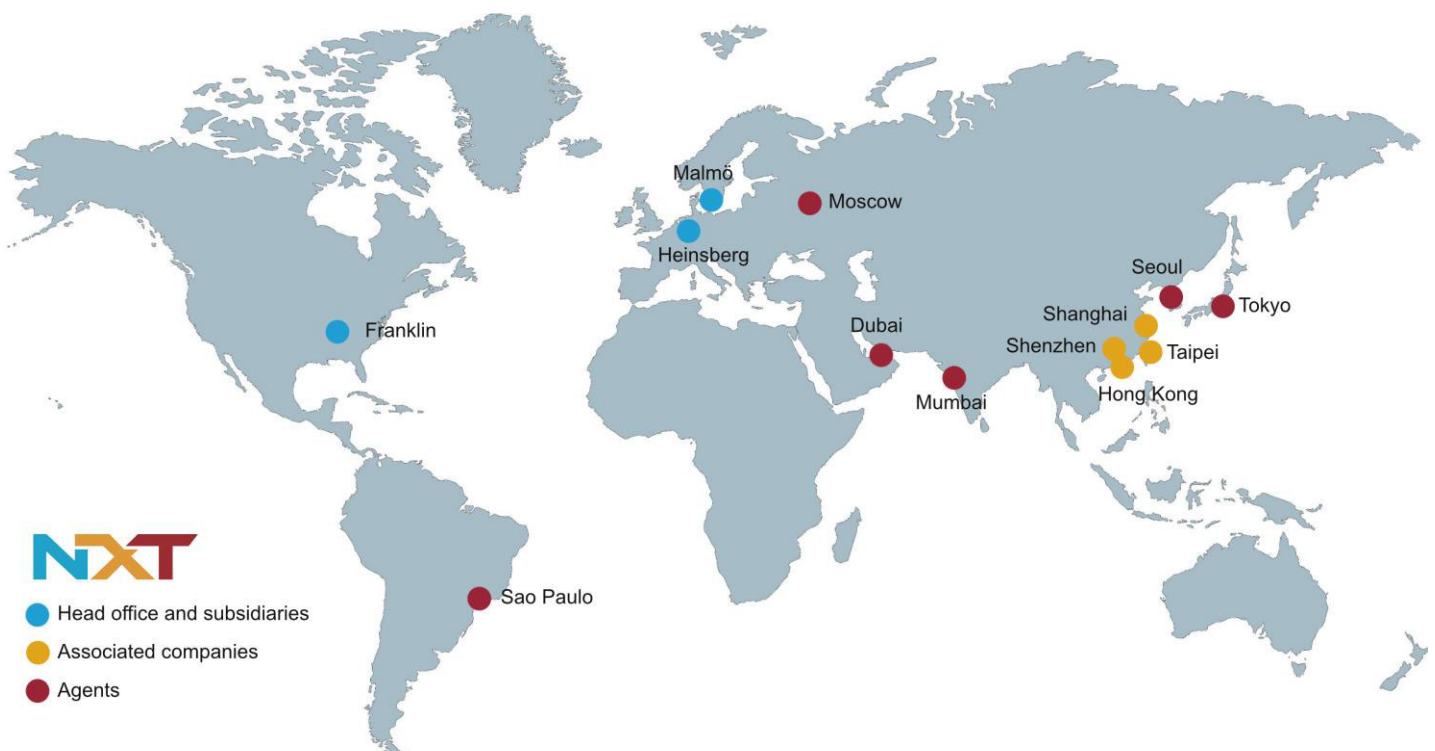 Malmö
Moscow
Heinsberg
Seoul
Tokyo
Shanghai
Franklin
Dubai
Shenzhen
Taipei
Mumbai
Hong Kong
NXT
Sao Paulo
Head office and subsidiaries
Associated companies
Agents